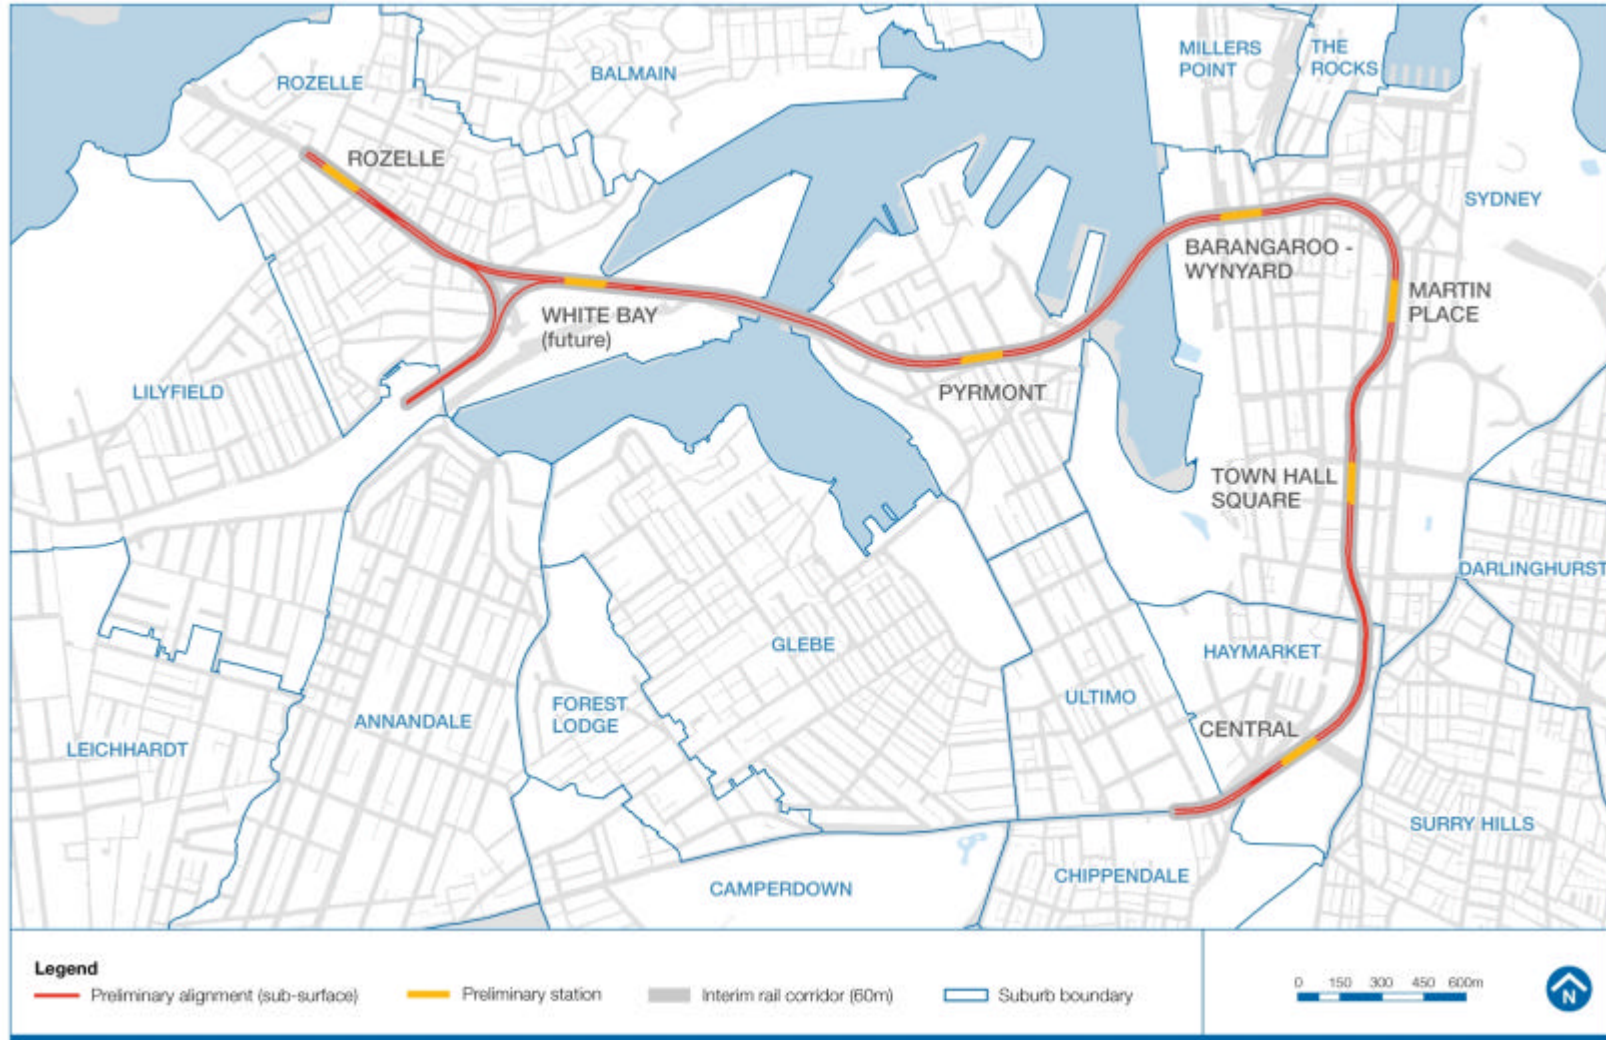 MILLERS
POINT
THE
ROCKS
BALMAIN
ROZELLE
ROZELLE
SYDNEY
BARANGAROO -
WYNYARD
MARTIN
PLACE
WHITE BAY
(future)
LILYFIELD
PYRMONT
TOWN HALL
SQUARE
DARLINGHURST
GLEBE
HAYMARKET
ULTIMO
FOREST
LODGE
ANNANDALE
CENTRAL
LEICHHARDT
SURRY HILLS
CHIPPENDALE
CAMPERDOWN
Legend
Preliminary alignment (sub-surface)
Preliminary station
Interim rail corridor (60m)
Suburb boundary
0 150 300 450 600m
N